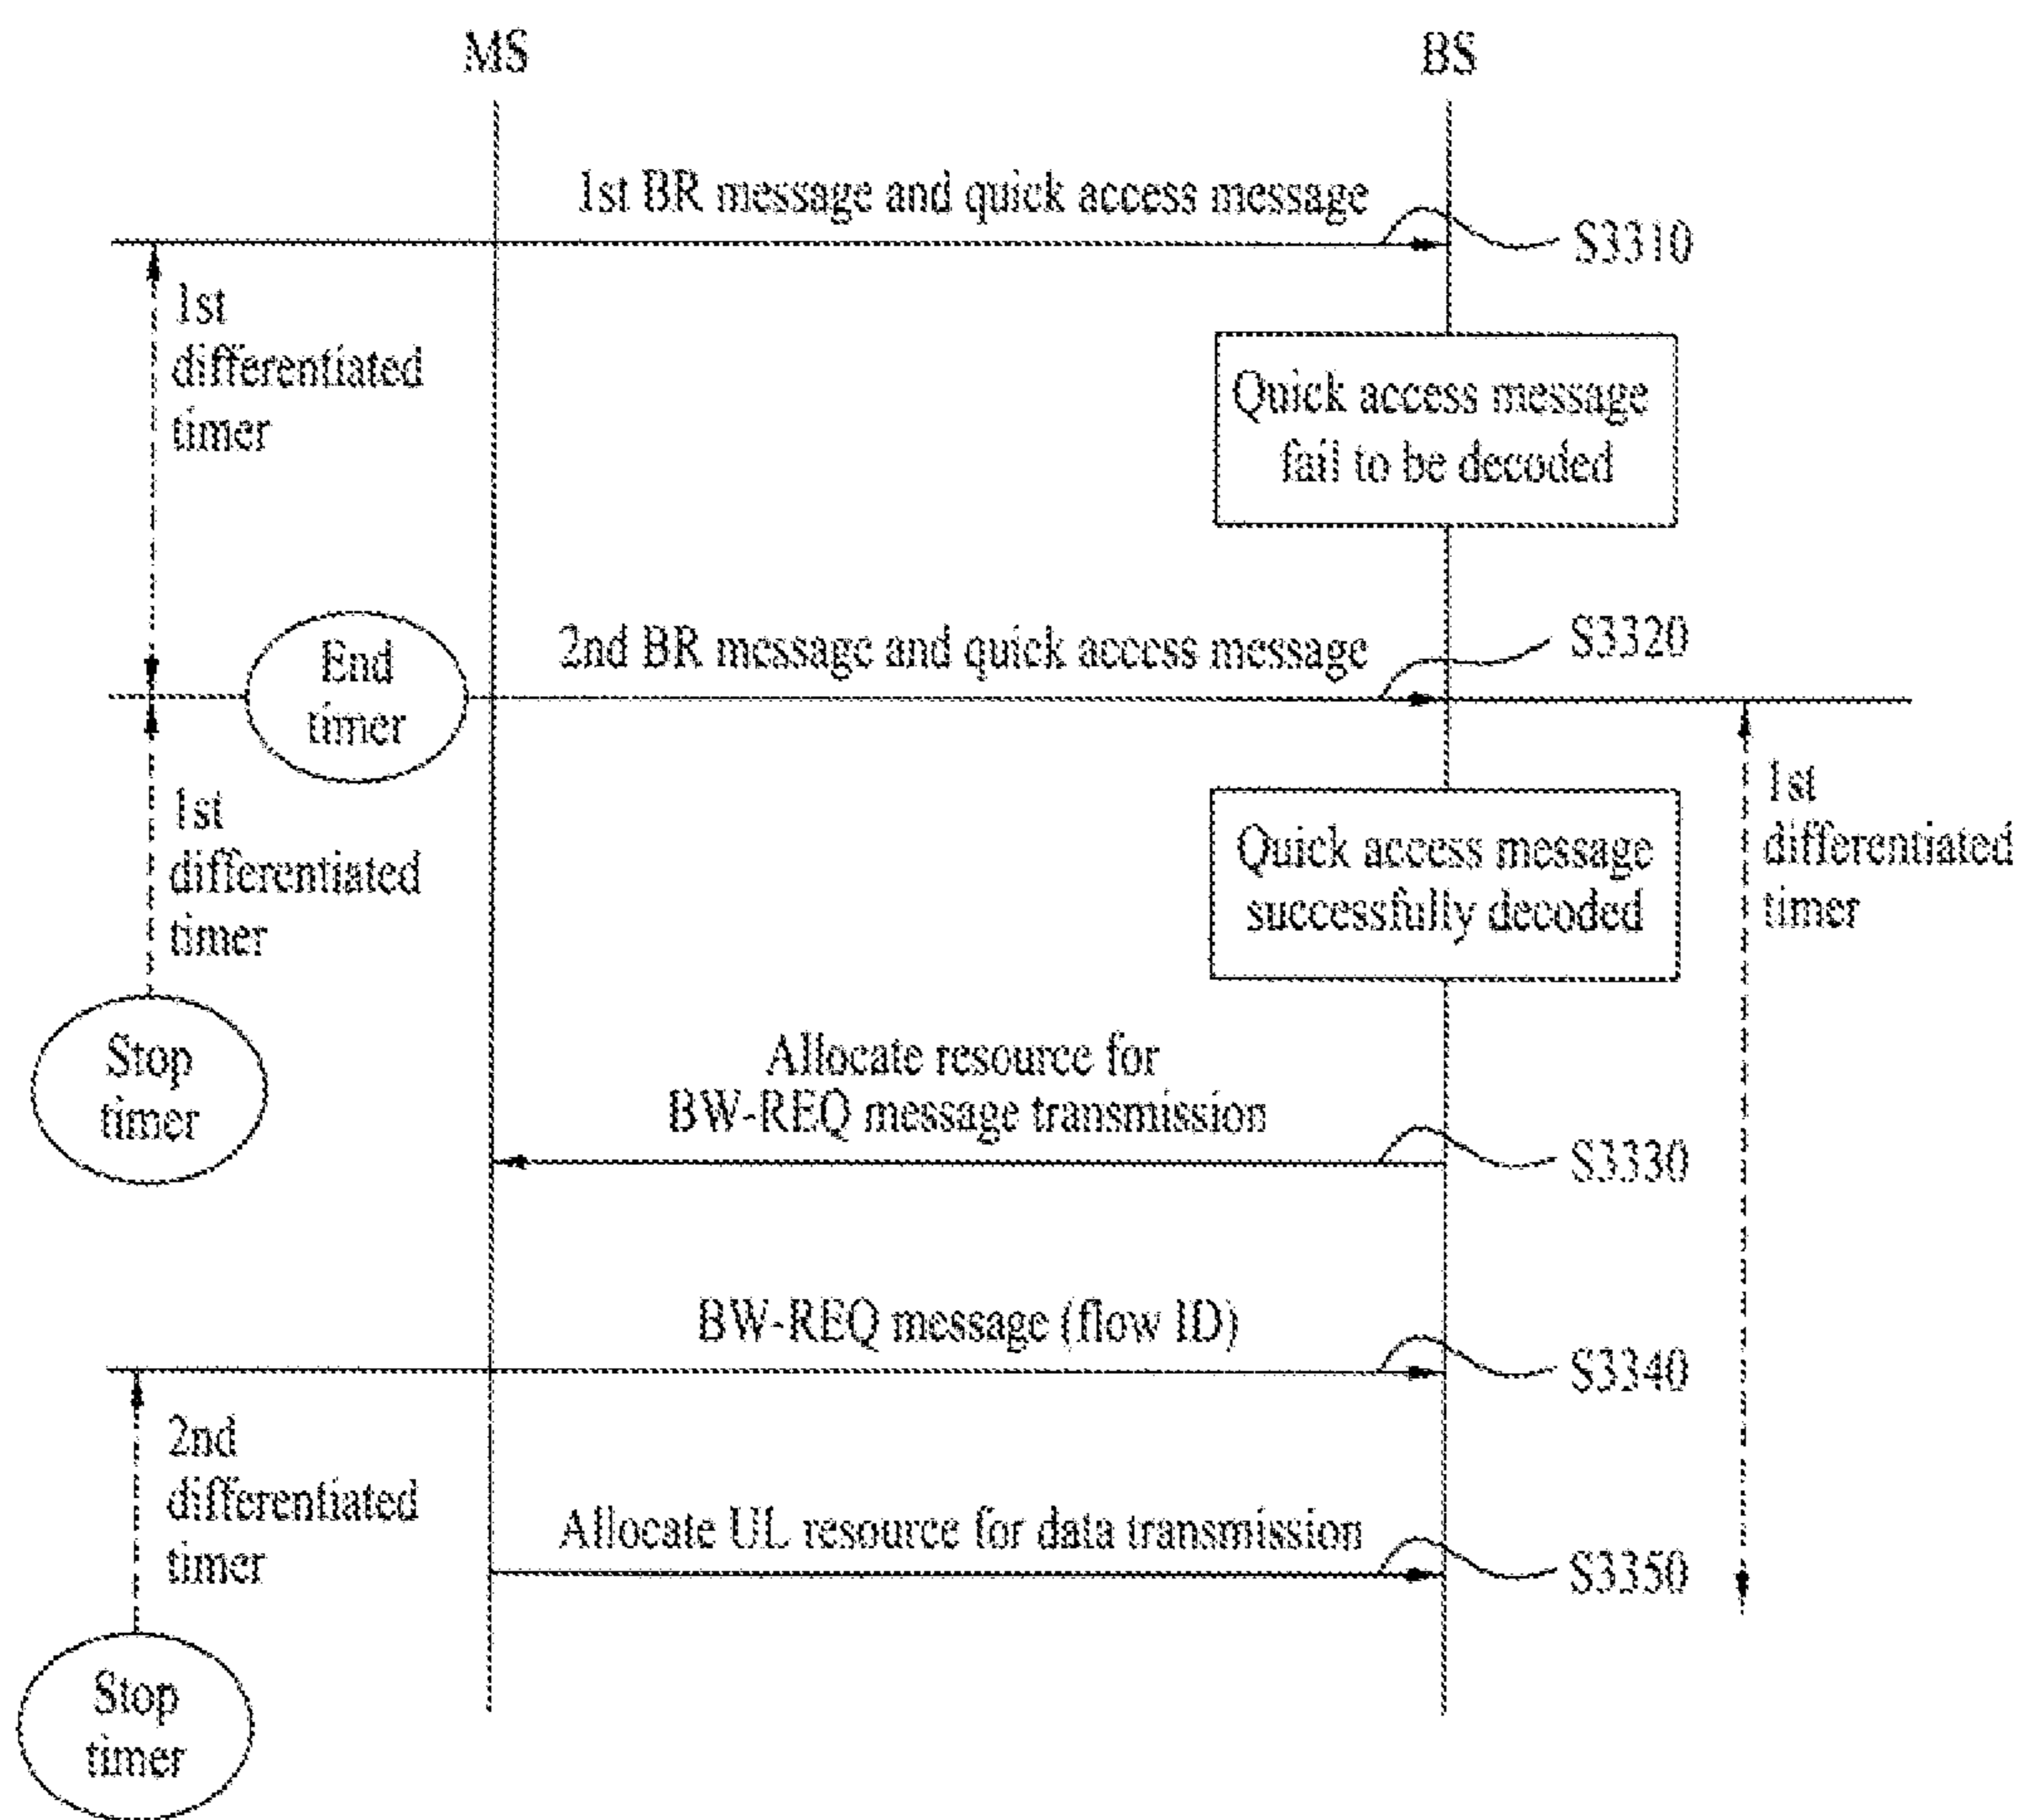 MS
BS
1st BR message and quick access message
S3310
1st
differentiated
timer
Quick access message
fail to be decoded
End
timer
2nd BR message and quick access message
S3320
1st
differentiated
timer
Quick access message
successfully decoded
1st
differentiated
timer
Stop
timer
Allocate resource for
BW-REQ message transmission
S3330
BW-REQ message (flow ID)
S3340
2nd
differentiated
timer
Allocate UL resource for data transmission
S3350
Stop
timer